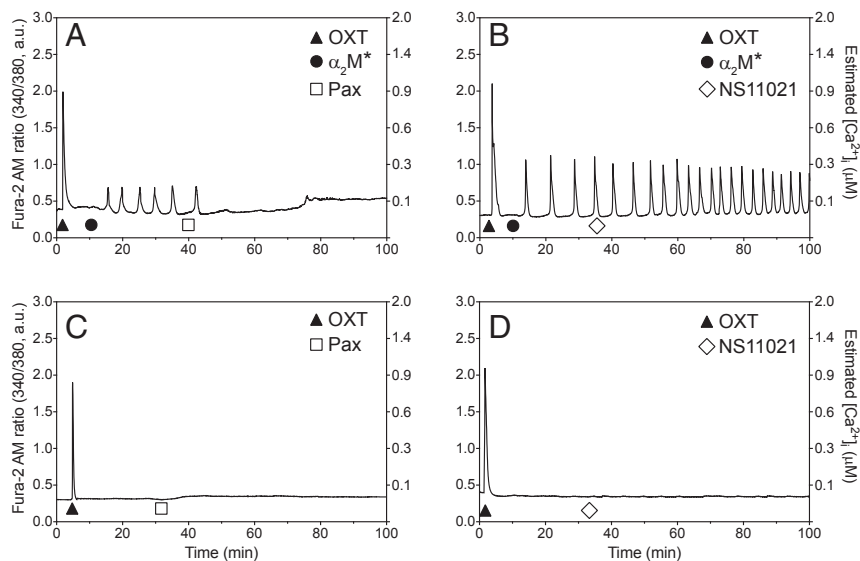 A
▲ OXT
● α₂M*
□ Pax
Fura-2 AM ratio (340/380, a.u.)
3.0
2.5
2.0
1.5
1.0
0.5
0.0
2.0
1.4
0.9
0.6
0.3
0.1
0 20 40 60 80 100
B
▲ OXT
● α₂M*
◇ NS11021
3.0
2.5
2.0
1.5
1.0
0.5
0.0
2.0
1.4
0.9
0.6
0.3
0.1
Estimated [Ca²⁺]ᵢ (μM)
0 20 40 60 80 100
C
▲ OXT
□ Pax
Fura-2 AM ratio (340/380, a.u.)
3.0
2.5
2.0
1.5
1.0
0.5
0.0
2.0
1.4
0.9
0.6
0.3
0.1
0 20 40 60 80 100
Time (min)
D
▲ OXT
◇ NS11021
3.0
2.5
2.0
1.5
1.0
0.5
0.0
2.0
1.4
0.9
0.6
0.3
0.1
Estimated [Ca²⁺]ᵢ (μM)
0 20 40 60 80 100
Time (min)